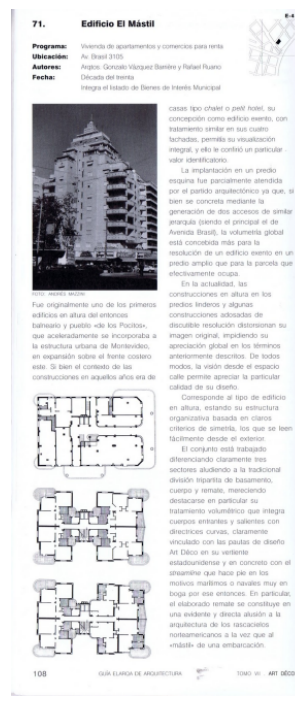 E-4
71. Edificio El Mástil
Programa: Vivienda de apartamentos y comercios para renta
Ubicación: Av. Brasil 3105
Autores: Arqtos. Gonzalo Vázquez Barrière y Rafael Ruano
Fecha: Década del treinta
Integra el listado de Bienes de Interés Municipal
FOTO: ANDRÉS MAZZINI
Fue originalmente uno de los primeros
edificios en altura del entonces
balneario y pueblo «de los Pocitos»,
que aceleradamente se incorporaba a
la estructura urbana de Montevideo,
en expansión sobre el frente costero
este. Si bien el contexto de las
construcciones en aquellos años era de
casas tipo chalet o petit hotel, su
concepción como edificio exento, con
tratamiento similar en sus cuatro
fachadas, permitía su visualización
integral, y ello le confirió un particular
valor identificatorio.
La implantación en un predio
esquina fue parcialmente atendida
por el partido arquitectónico ya que, si
bien se concreta mediante la
generación de dos accesos de similar
jerarquía (siendo el principal el de
Avenida Brasil), la volumetría global
está concebida más para la
resolución de un edificio exento en un
predio amplio que para la parcela que
efectivamente ocupa.
En la actualidad, las
construcciones en altura en los
predios linderos y algunas
construcciones adosadas de
discutible resolución distorsionan su
imagen original, impidiendo su
apreciación global en los términos
anteriormente descritos. De todos
modos, la visión desde el espacio
calle permite apreciar la particular
calidad de su diseño.
Corresponde al tipo de edificio
en altura, estando su estructura
organizativa basada en claros
criterios de simetría, los que se leen
fácilmente desde el exterior.
El conjunto está trabajado
diferenciando claramente tres
sectores aludiendo a la tradicional
división tripartita de basamento,
cuerpo y remate, mereciendo
destacarse en particular su
tratamiento volumétrico que integra
cuerpos entrantes y salientes con
directrices curvas, claramente
vinculado con las pautas de diseño
Art Déco en su vertiente
estadounidense y en concreto con el
streamline que hace pie en los
motivos marítimos o navales muy en
boga por ese entonces. En particular,
el elaborado remate se constituye en
una evidente y directa alusión a la
arquitectura de los rascacielos
norteamericanos a la vez que al
«mástil» de una embarcación.
108 GUÍA ELARQA DE ARQUITECTURA TOMO VII ART DÉCO